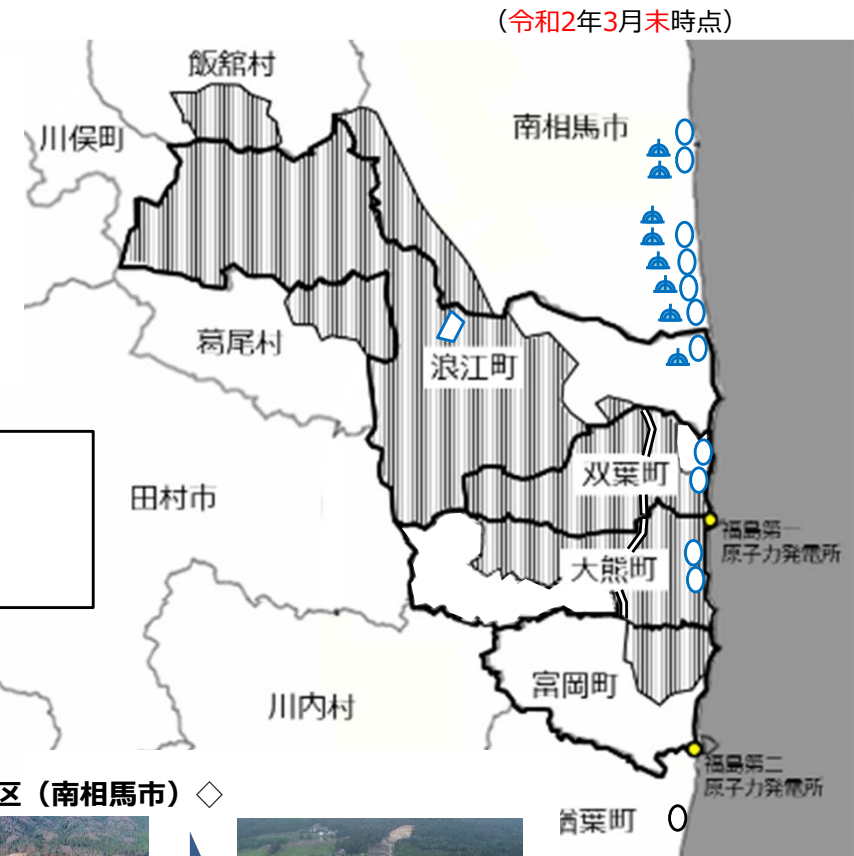 （令和2年3月末時点）
飯舘村
南相馬市
川俣町
葛尾村
浪江町
双葉町
田村市
福島第一
原子力発電所
大熊町
富岡町
川内村
福島第二
原子力発電所
区（南相馬市）◇
葉町